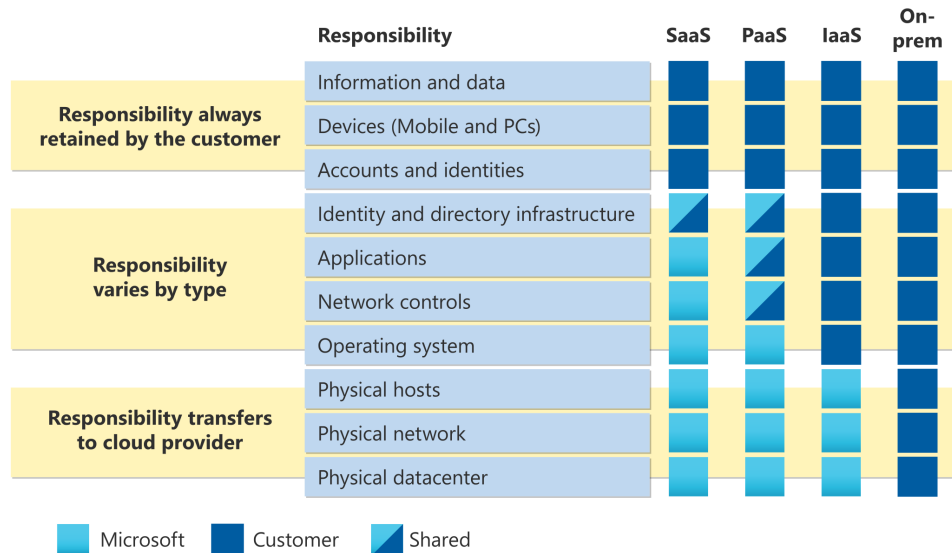 Responsibility SaaS PaaS IaaS On-
prem
Responsibility always
retained by the customer
Information and data
Devices (Mobile and PCs)
Accounts and identities
Responsibility
varies by type
Identity and directory infrastructure
Applications
Network controls
Operating system
Responsibility transfers
to cloud provider
Physical hosts
Physical network
Physical datacenter
Microsoft Customer Shared